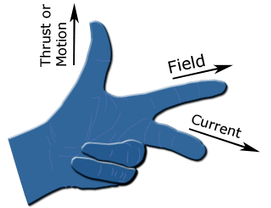 Thrust or
Motion
Field
Current